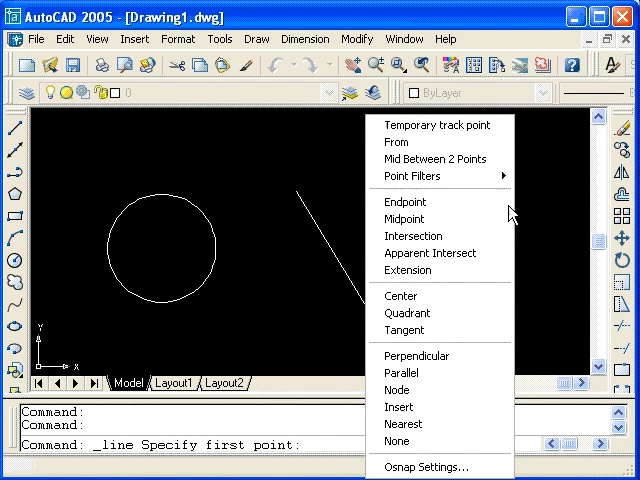 AutoCAD 2005 - [Drawing1.dwg]
File Edit View Insert Format Tools Draw Dimension Modify Window Help
0 ByLayer
Temporary track point
From
Mid Between 2 Points
Point Filters
Endpoint
Midpoint
Intersection
Apparent Intersect
Extension
Center
Quadrant
Tangent
Perpendicular
Parallel
Node
Insert
Nearest
None
Osnap Settings...
Y
X
Model Layout1 Layout2
Command:
Command:
Command: _line Specify first point: